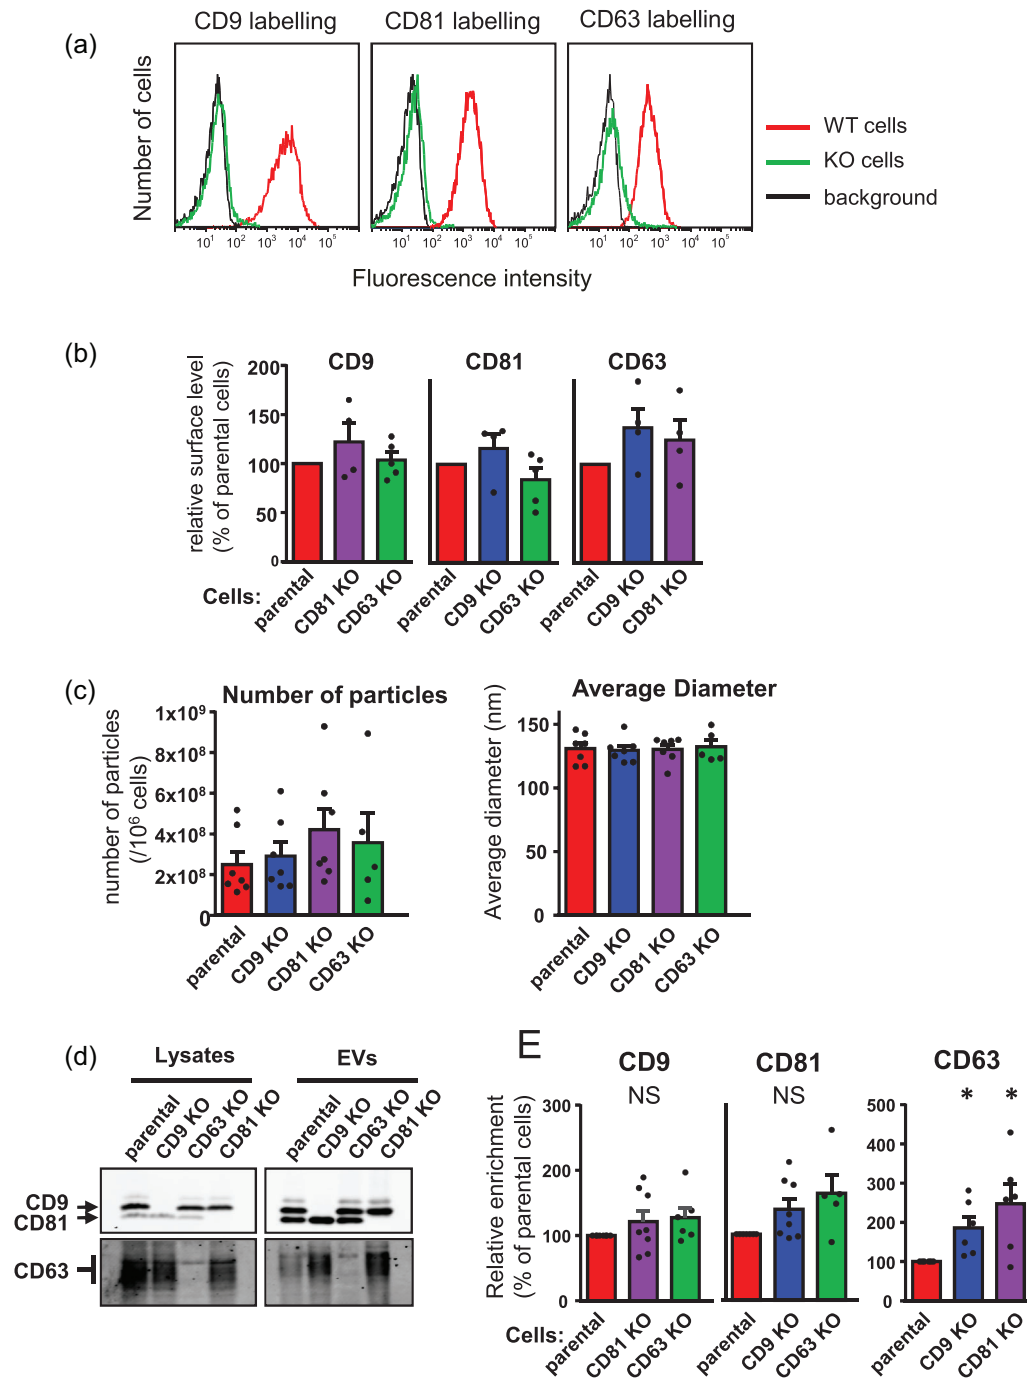 (a)
CD9 labelling
CD81 labelling
CD63 labelling
Number of cells
10¹ 10² 10³ 10⁴ 10⁵
10¹ 10² 10³ 10⁴ 10⁵
10¹ 10² 10³ 10⁴ 10⁵
Fluorescence intensity
WT cells
KO cells
background
(b)
relative surface level
(% of parental cells)
200
150
100
50
0
CD9
CD81
CD63
Cells:
parental
CD81 KO
CD63 KO
parental
CD9 KO
CD63 KO
parental
CD9 KO
CD81 KO
(c)
Number of particles
number of particles
(/10⁶ cells)
1x10⁹
8x10⁸
6x10⁸
4x10⁸
2x10⁸
0
parental
CD9 KO
CD81 KO
CD63 KO
Average Diameter
Average diameter (nm)
150
100
50
0
parental
CD9 KO
CD81 KO
CD63 KO
(d)
Lysates
EVs
parental
CD9 KO
CD63 KO
CD81 KO
parental
CD9 KO
CD63 KO
CD81 KO
CD9
CD81
CD63
E
Relative enrichment
(% of parental cells)
CD9
NS
300
200
100
0
CD81
NS
CD63
* *
500
400
300
200
100
0
Cells:
parental
CD81 KO
CD63 KO
parental
CD9 KO
CD63 KO
parental
CD9 KO
CD81 KO